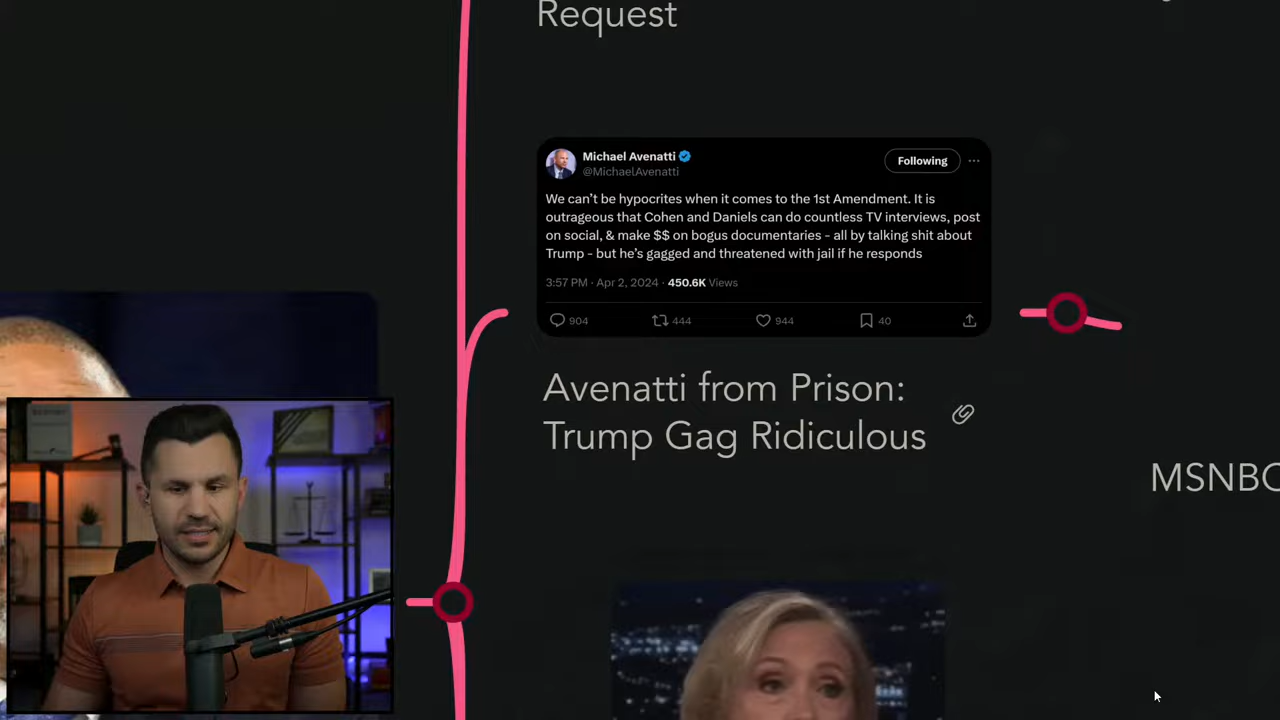 Request
Michael Avenatti
Following
@MichaelAvenatti
We can't be hypocrites when it comes to the 1st Amendment. It is
outrageous that Cohen and Daniels can do countless TV interviews, post
on social, & make $$ on bogus documentaries - all by talking shit about
Trump - but he's gagged and threatened with jail if he responds
3:57 PM · Apr 2, 2024 · 450.6K Views
904 444 944 40
Avenatti from Prison:
Trump Gag Ridiculous
MSNBC